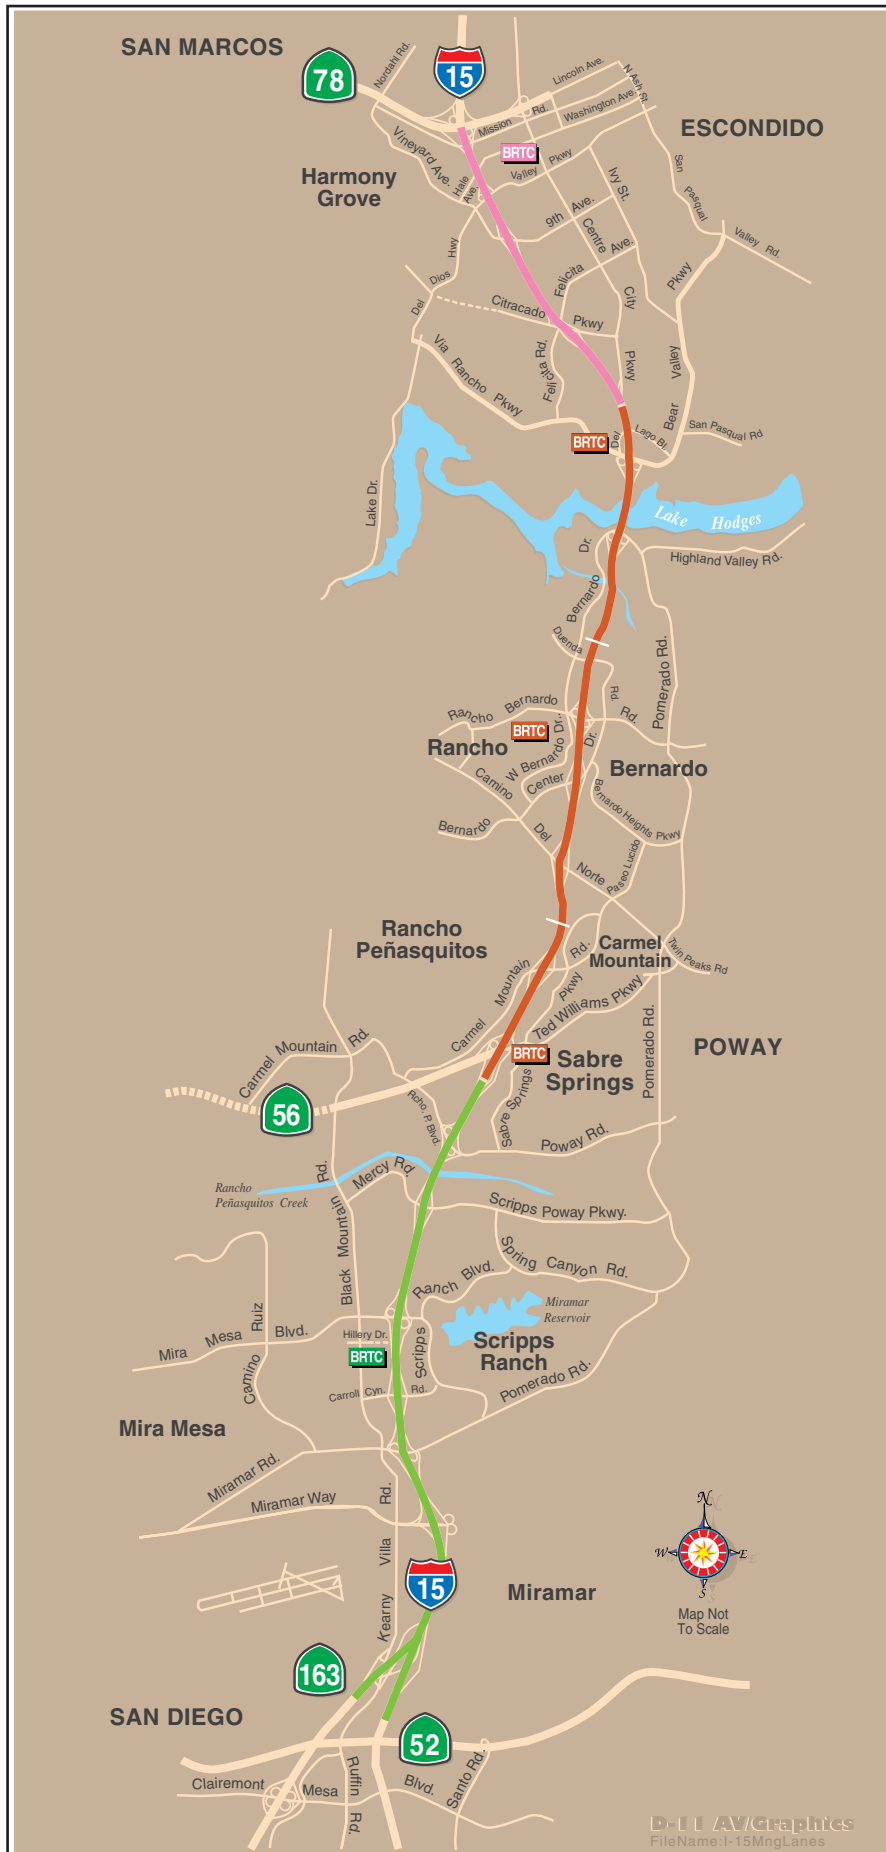 SAN MARCOS
78
15
Nordahl Rd.
Lincoln Ave.
N Ash St.
Mission Rd.
Washington Ave.
ESCONDIDO
Vineyard Ave.
BRTC
Harmony
Grove
Hale
Ave.
Valley Pkwy
Ivy St.
San Pasqual
Valley Rd.
9th Ave.
Centre
City
Pkwy
Felicita Ave.
Del Dios Hwy
Citracado Pkwy
Bear Valley Pkwy
Felicita Rd.
Via Rancho Pkwy
BRTC
Del
Lago Bl.
San Pasqual Rd
Lake Dr.
Lake Hodges
Highland Valley Rd.
Bernardo Dr.
Duenda
Rd.
Pomerado Rd.
Rancho Bernardo
Rd.
BRTC
Rancho
Bernardo
W Bernardo Dr.
Bernardo
Center
Dr.
Camino
Del
Norte
Bernardo Heights Pkwy
Paseo Lucido
Rancho
Peñasquitos
Carmel
Mountain
Twin Peaks Rd
Carmel Mountain Rd.
Ted Williams Pkwy
Pomerado Rd.
Carmel Mountain Rd.
BRTC
Sabre
Springs
POWAY
56
Rcho. P. Blvd.
Sabre Springs
Pkwy
Poway Rd.
Mercy Rd.
Rancho
Peñasquitos Creek
Black Mountain Rd.
Scripps Poway Pkwy.
Spring Canyon Rd.
Scripps
Ranch Blvd.
Miramar
Reservoir
Mira Mesa Blvd.
Camino Ruiz
Hillery Dr.
BRTC
Scripps
Ranch
Carroll Cyn. Rd.
Pomerado Rd.
Mira Mesa
Miramar Rd.
Miramar Way
Kearny Villa Rd.
15
Miramar
N
W
E
S
Map Not
To Scale
163
SAN DIEGO
52
Clairemont Mesa Blvd.
Ruffin Rd.
Santo Rd.
D-11 AV/Graphics
FileName:I-15MngLanes